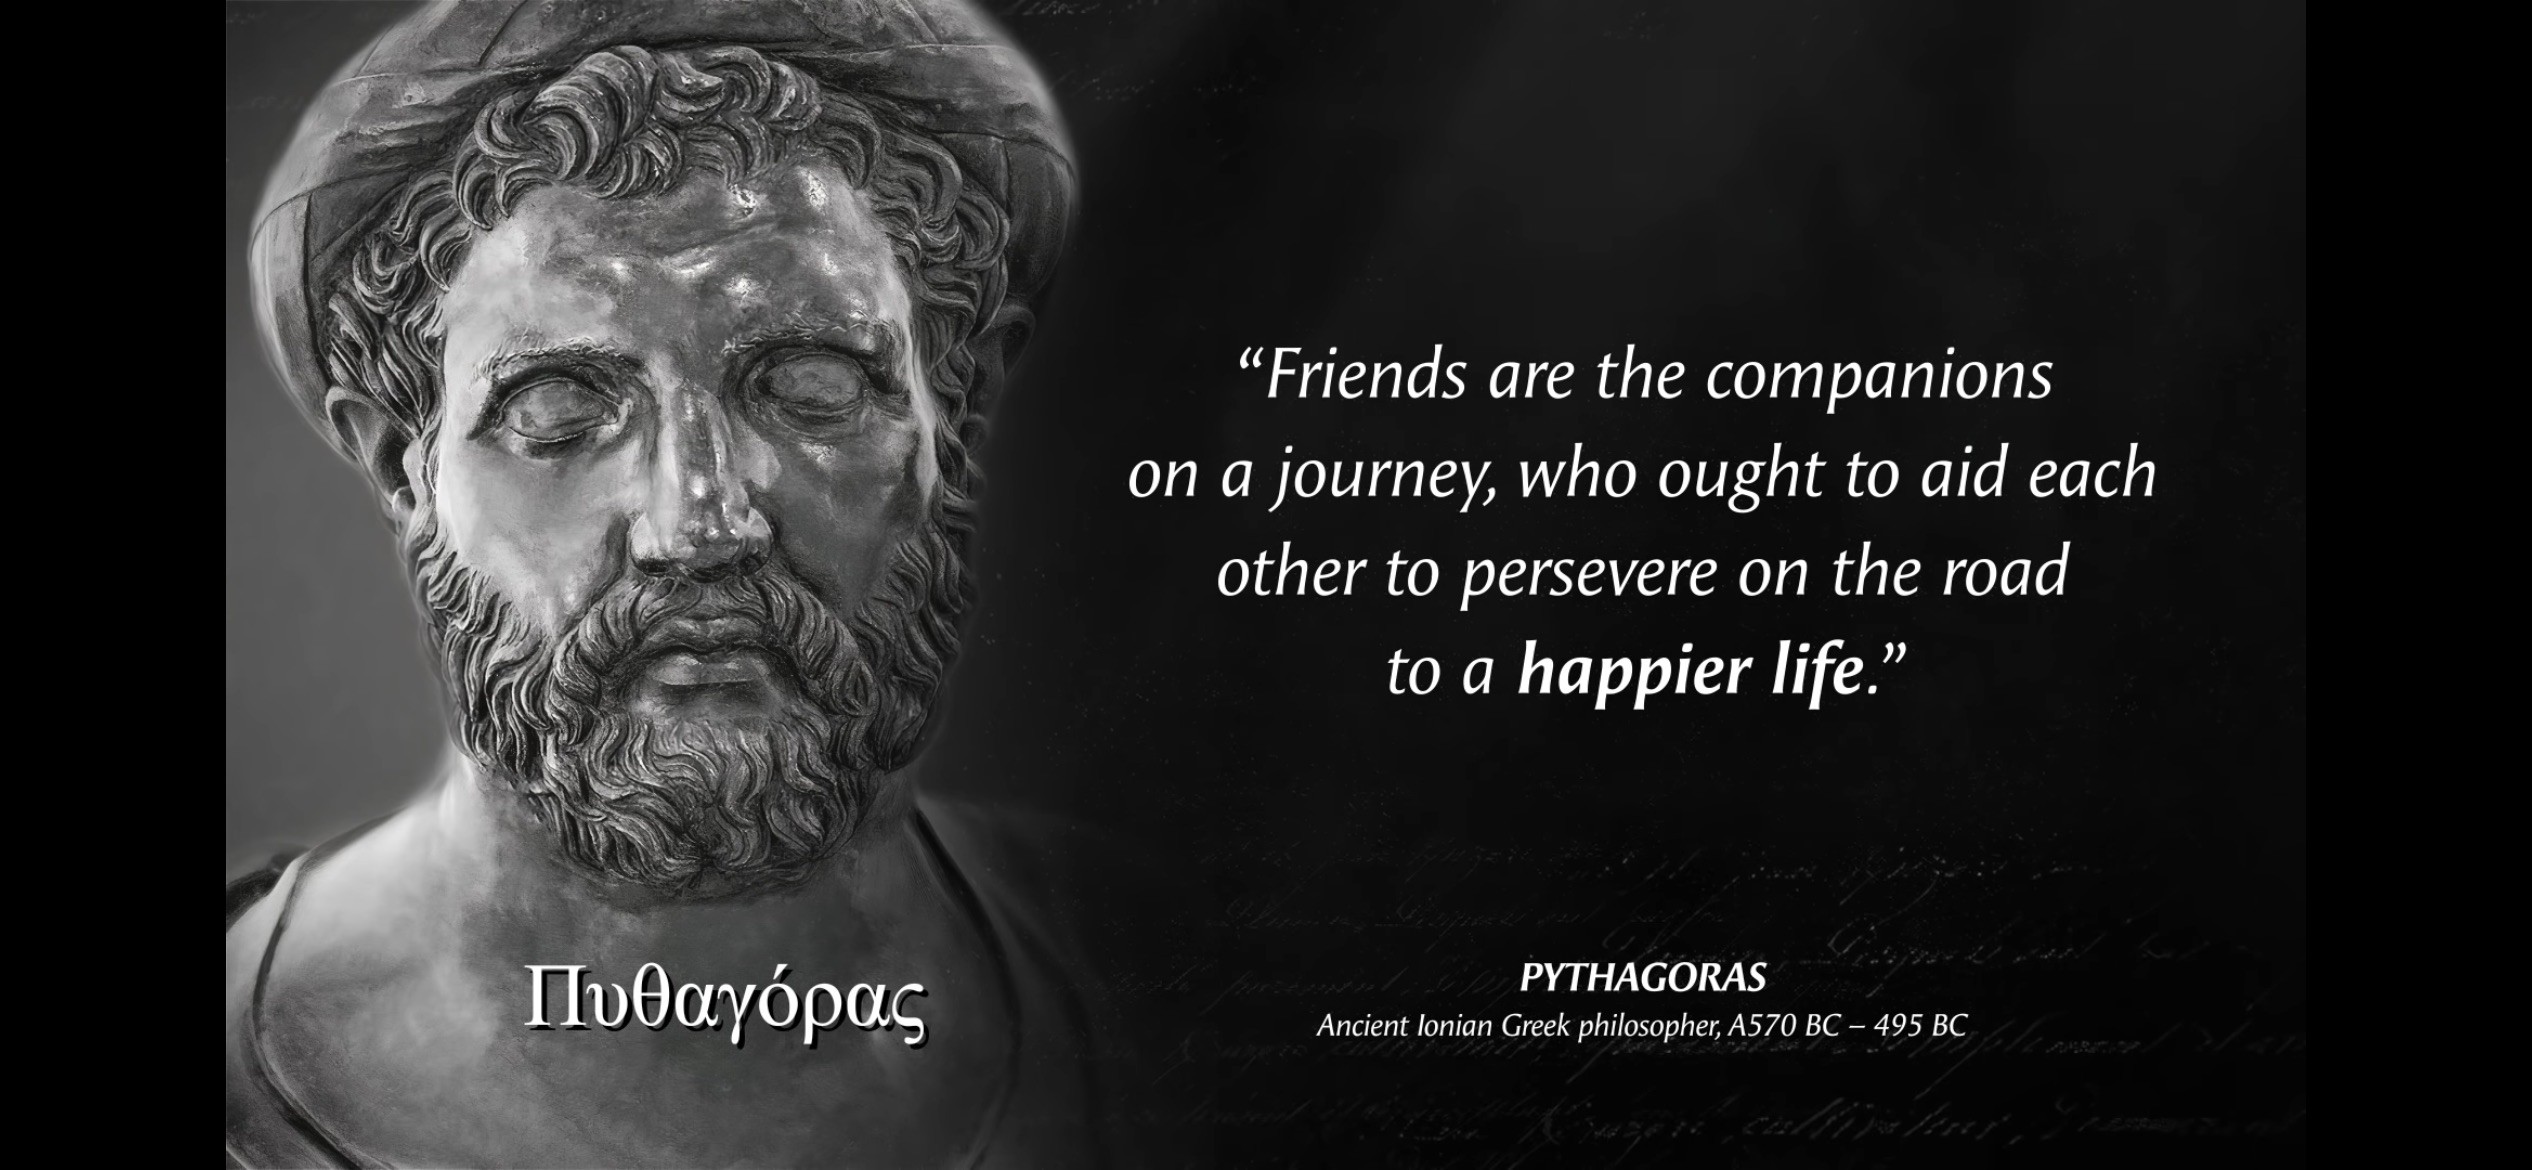 “Friends are the companions
on a journey, who ought to aid each
other to persevere on the road
to a happier life.”
Πυθαγόρας
PYTHAGORAS
Ancient Ionian Greek philosopher, A570 BC – 495 BC